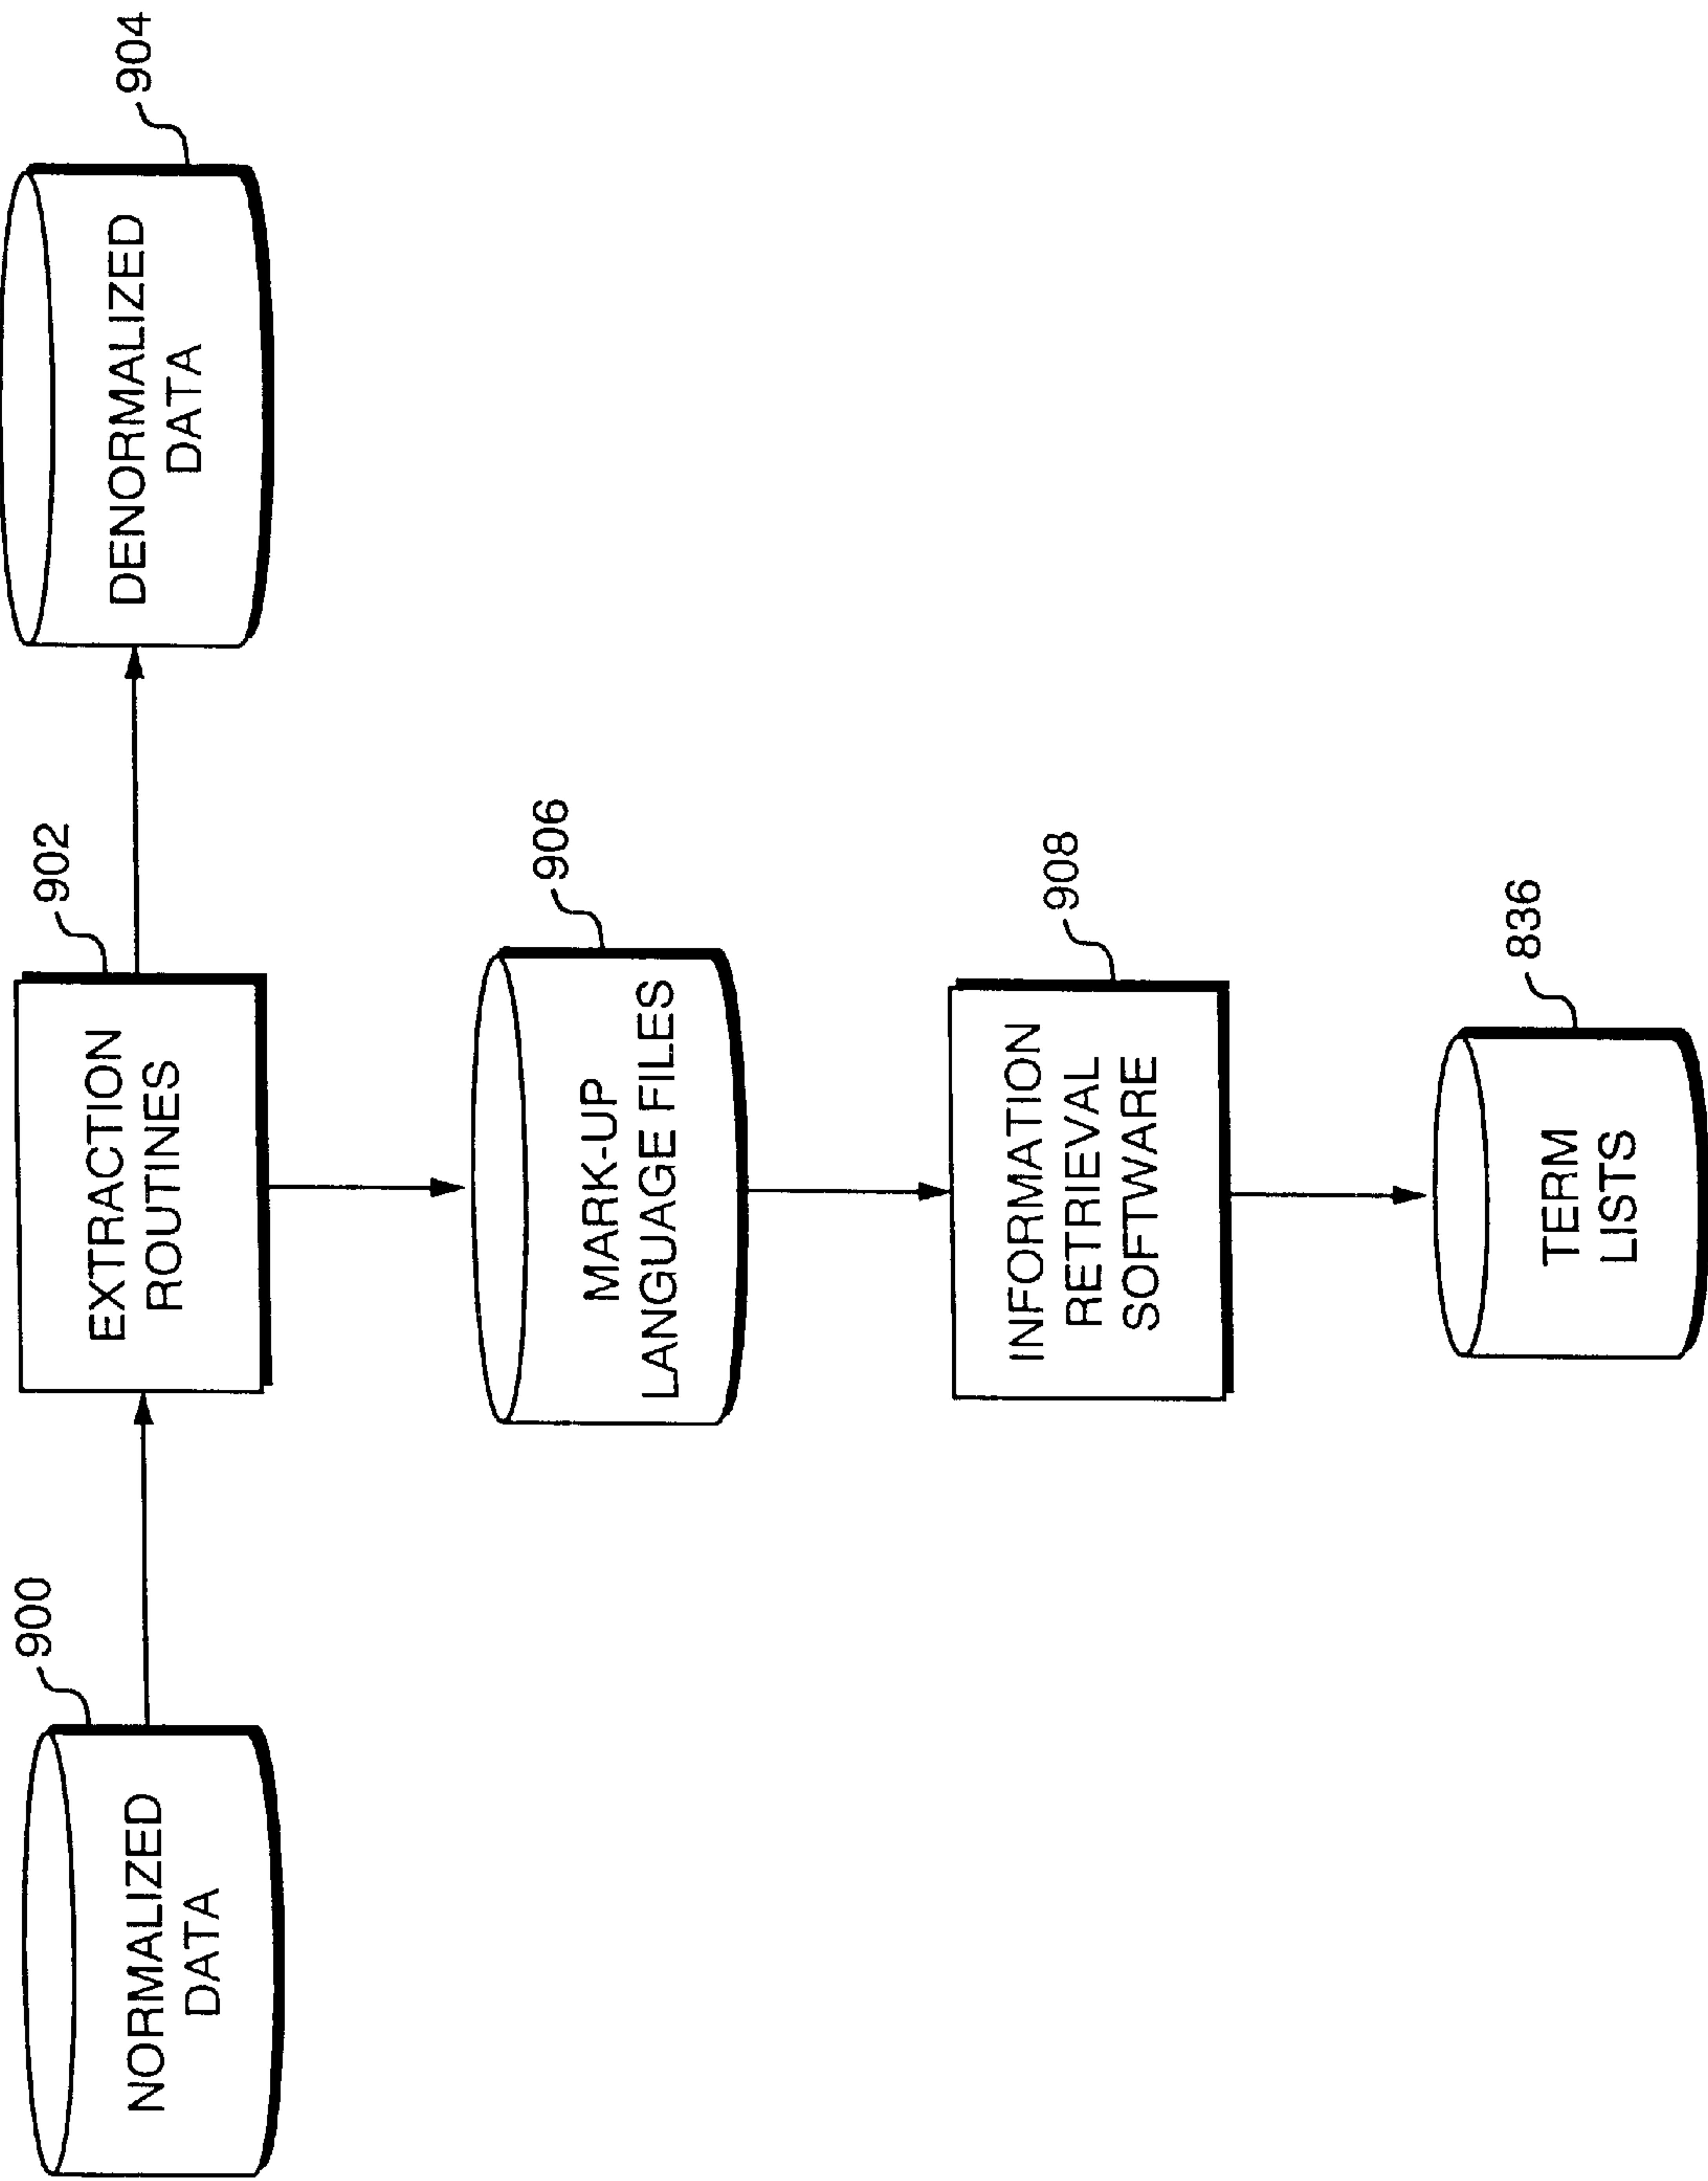 900
NORMALIZED
DATA
902
EXTRACTION
ROUTINES
904
DENORMALIZED
DATA
906
MARK-UP
LANGUAGE FILES
908
INFORMATION
RETRIEVAL
SOFTWARE
836
TERM
LISTS